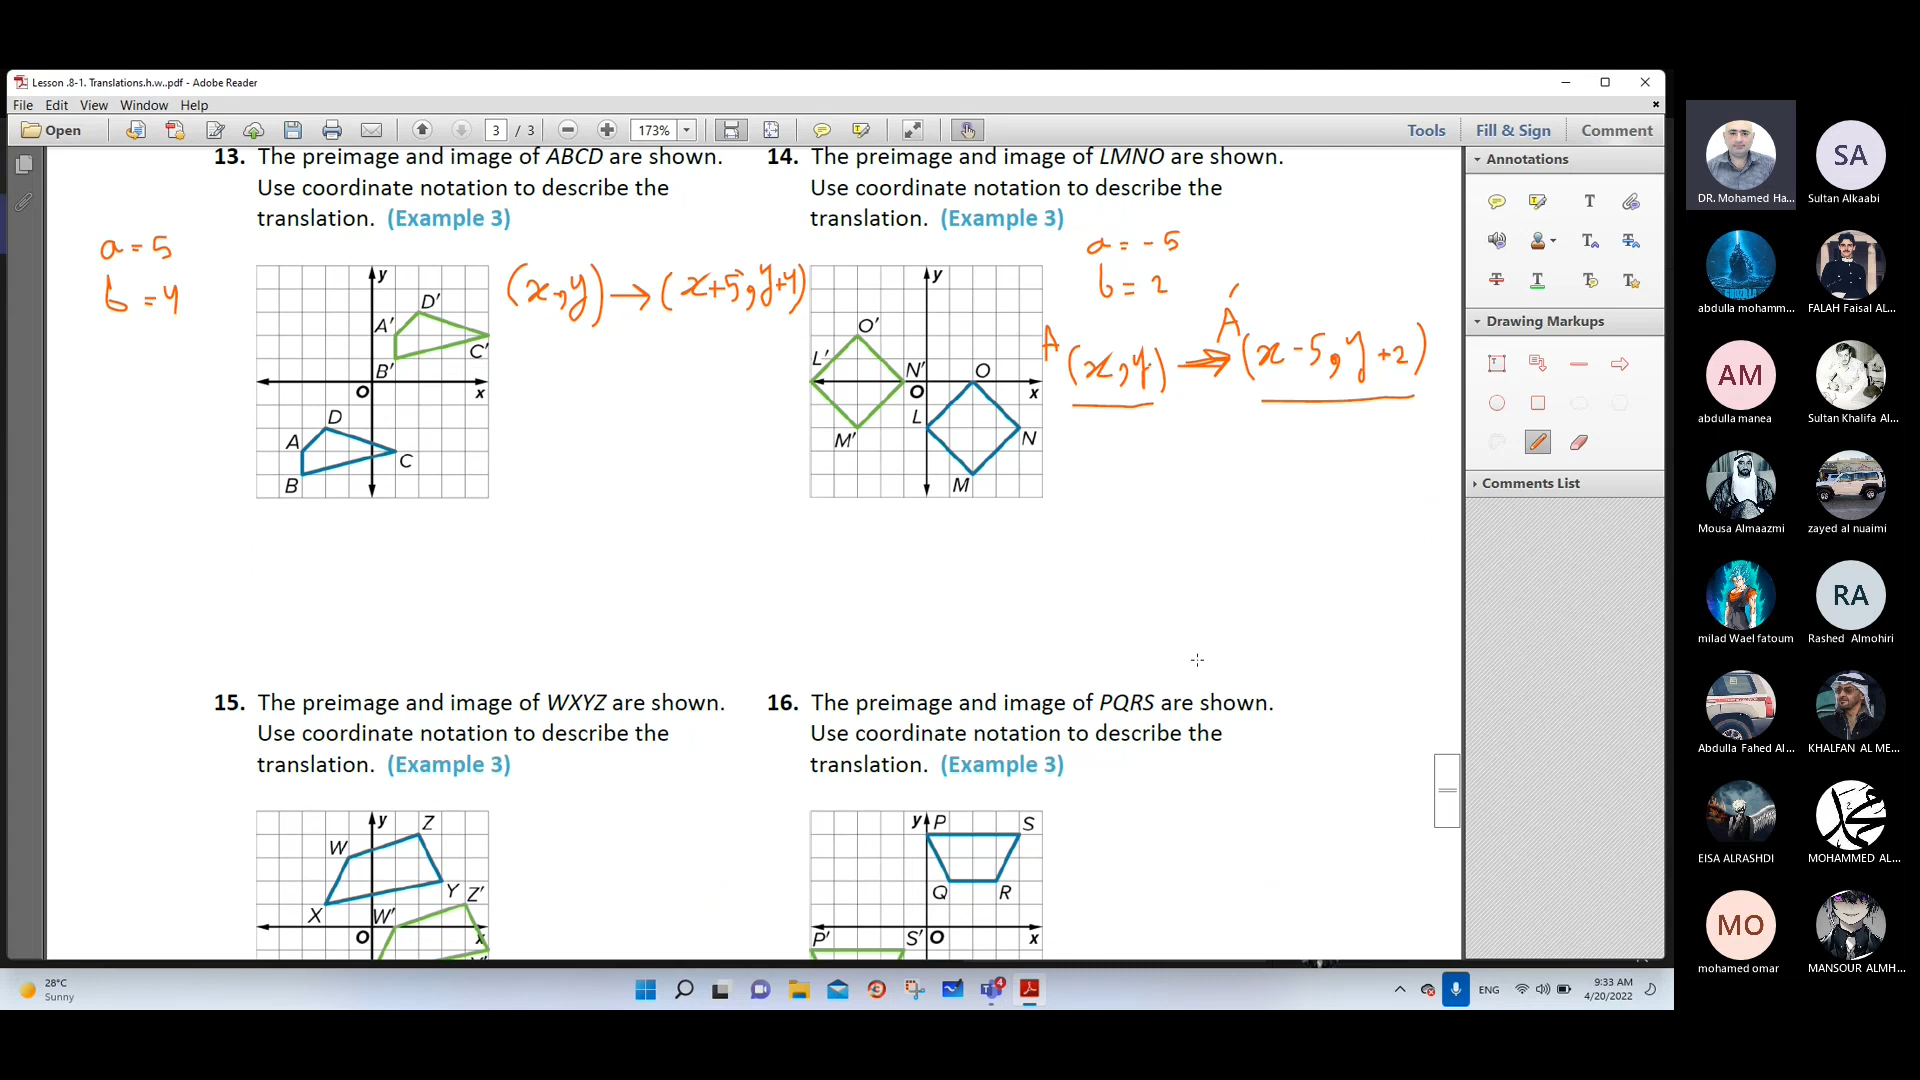 Lesson .8-1. Translations.h.w..pdf - Adobe Reader
File Edit View Window Help
Open
3 / 3
173%
Tools Fill & Sign Comment
13. The preimage and image of ABCD are shown.
Use coordinate notation to describe the
translation. (Example 3)
a = 5
b = 4
y
D'
A'
C'
B'
O
x
D
A
C
B
(x, y) → (x+5, y+4)
14. The preimage and image of LMNO are shown.
Use coordinate notation to describe the
translation. (Example 3)
a = - 5
b = 2
y
O'
L'
N'
O
O
x
L
M'
N
M
A A'
(x, y) → (x -5, y +2)
15. The preimage and image of WXYZ are shown.
Use coordinate notation to describe the
translation. (Example 3)
y
Z
W
Y
Z'
X
W'
O
x
16. The preimage and image of PQRS are shown.
Use coordinate notation to describe the
translation. (Example 3)
y
P
S
Q
R
P'
S'
O
x
Annotations
T
Drawing Markups
Comments List
DR. Mohamed Ha...
SA
Sultan Alkaabi
abdulla mohamm...
FALAH Faisal AL...
AM
abdulla manea
Sultan Khalifa Al...
Mousa Almaazmi
zayed al nuaimi
milad Wael fatoum
RA
Rashed Almohiri
Abdulla Fahed Al...
KHALFAN AL ME...
EISA ALRASHDI
MOHAMMED AL...
MO
mohamed omar
MANSOUR ALMH...
28°C
Sunny
4
ENG
9:33 AM
4/20/2022